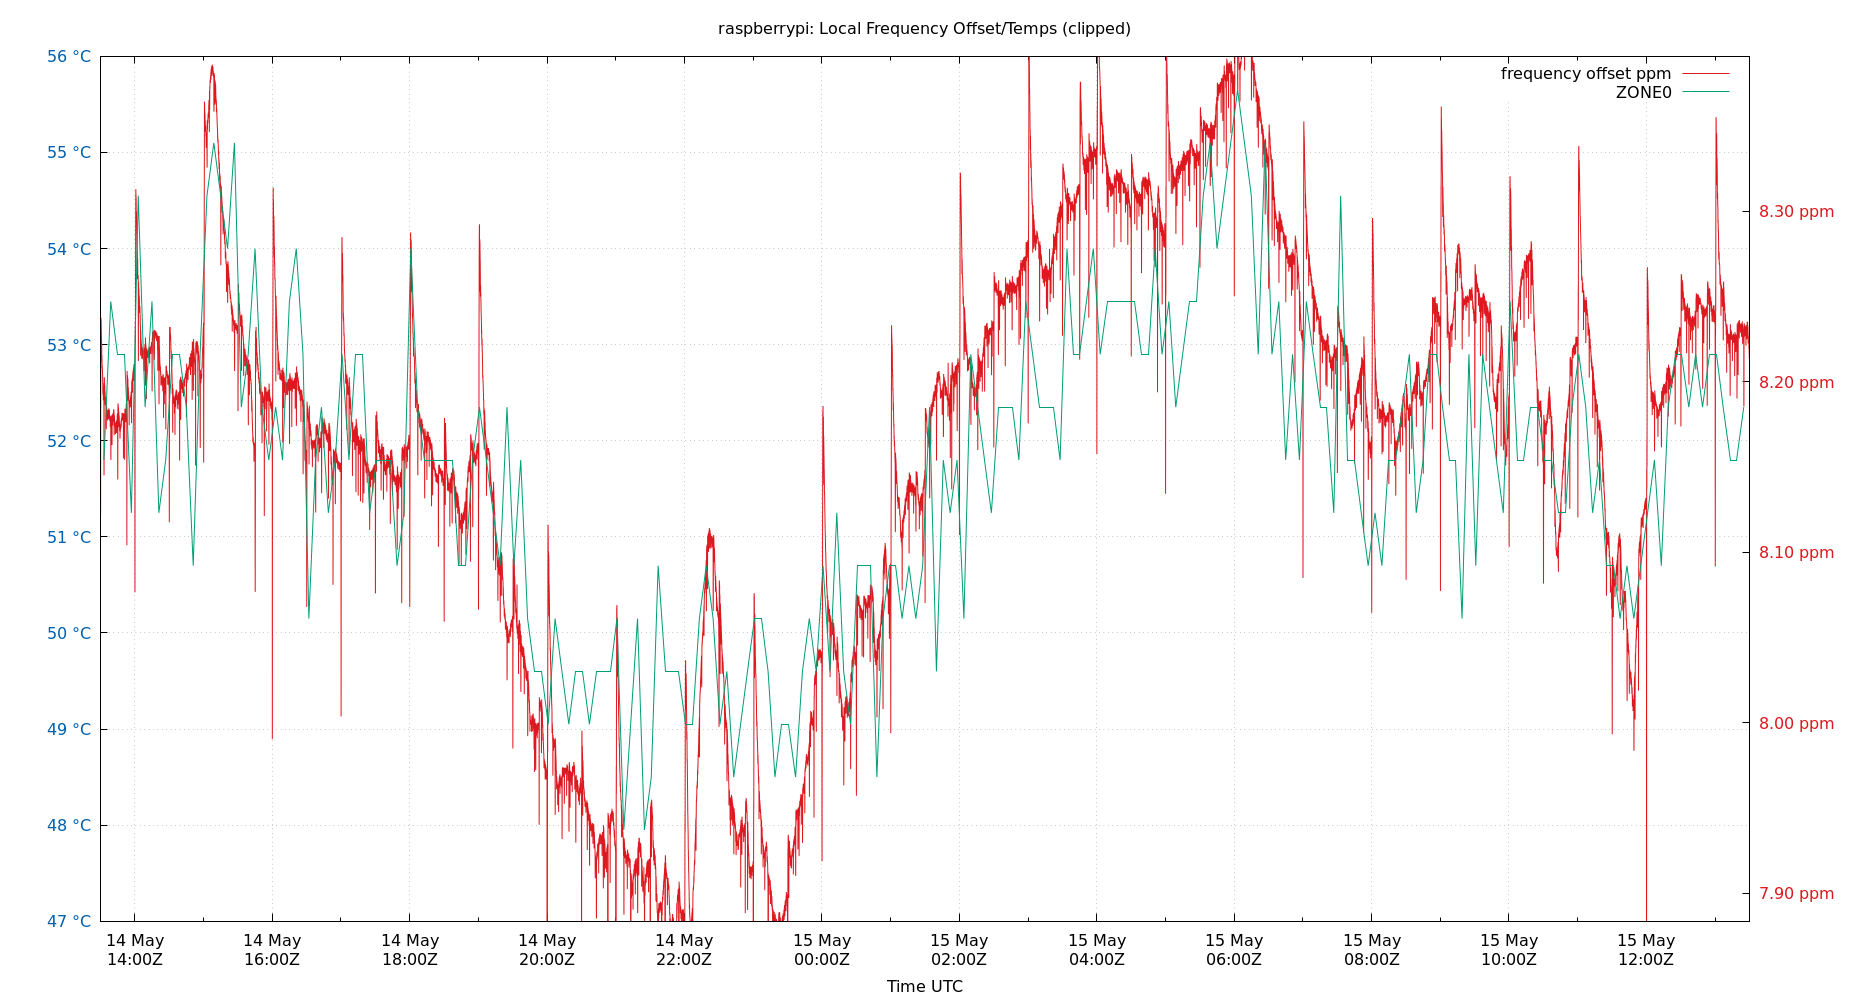 raspberrypi: Local Frequency Offset/Temps (clipped)
56 °C
55 °C
54 °C
53 °C
52 °C
51 °C
50 °C
49 °C
48 °C
47 °C
frequency offset ppm
ZONE0
8.30 ppm
8.20 ppm
8.10 ppm
8.00 ppm
7.90 ppm
14 May
14:00Z
14 May
16:00Z
14 May
18:00Z
14 May
20:00Z
14 May
22:00Z
15 May
00:00Z
15 May
02:00Z
15 May
04:00Z
15 May
06:00Z
15 May
08:00Z
15 May
10:00Z
15 May
12:00Z
Time UTC